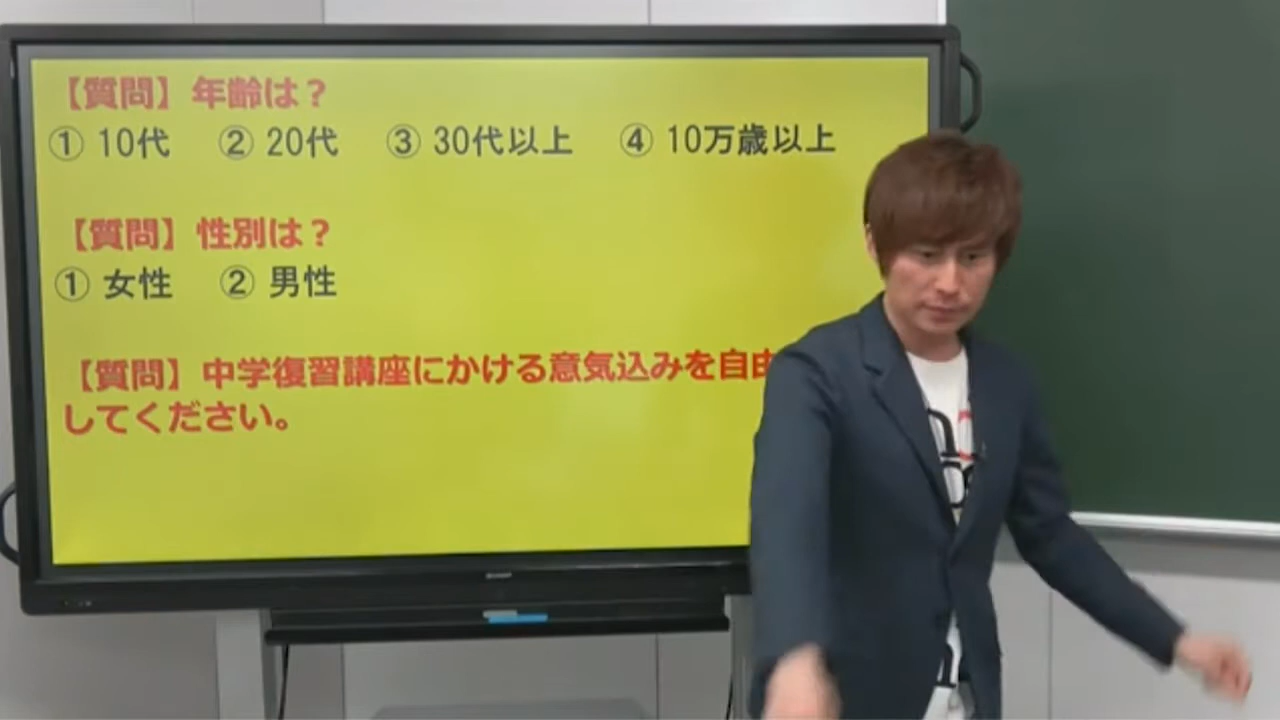 【質問】年齢は？
① 10代 ② 20代 ③ 30代以上 ④ 10万歳以上
【質問】性別は？
① 女性 ② 男性
【質問】中学復習講座にかける意気込みを自由
してください。